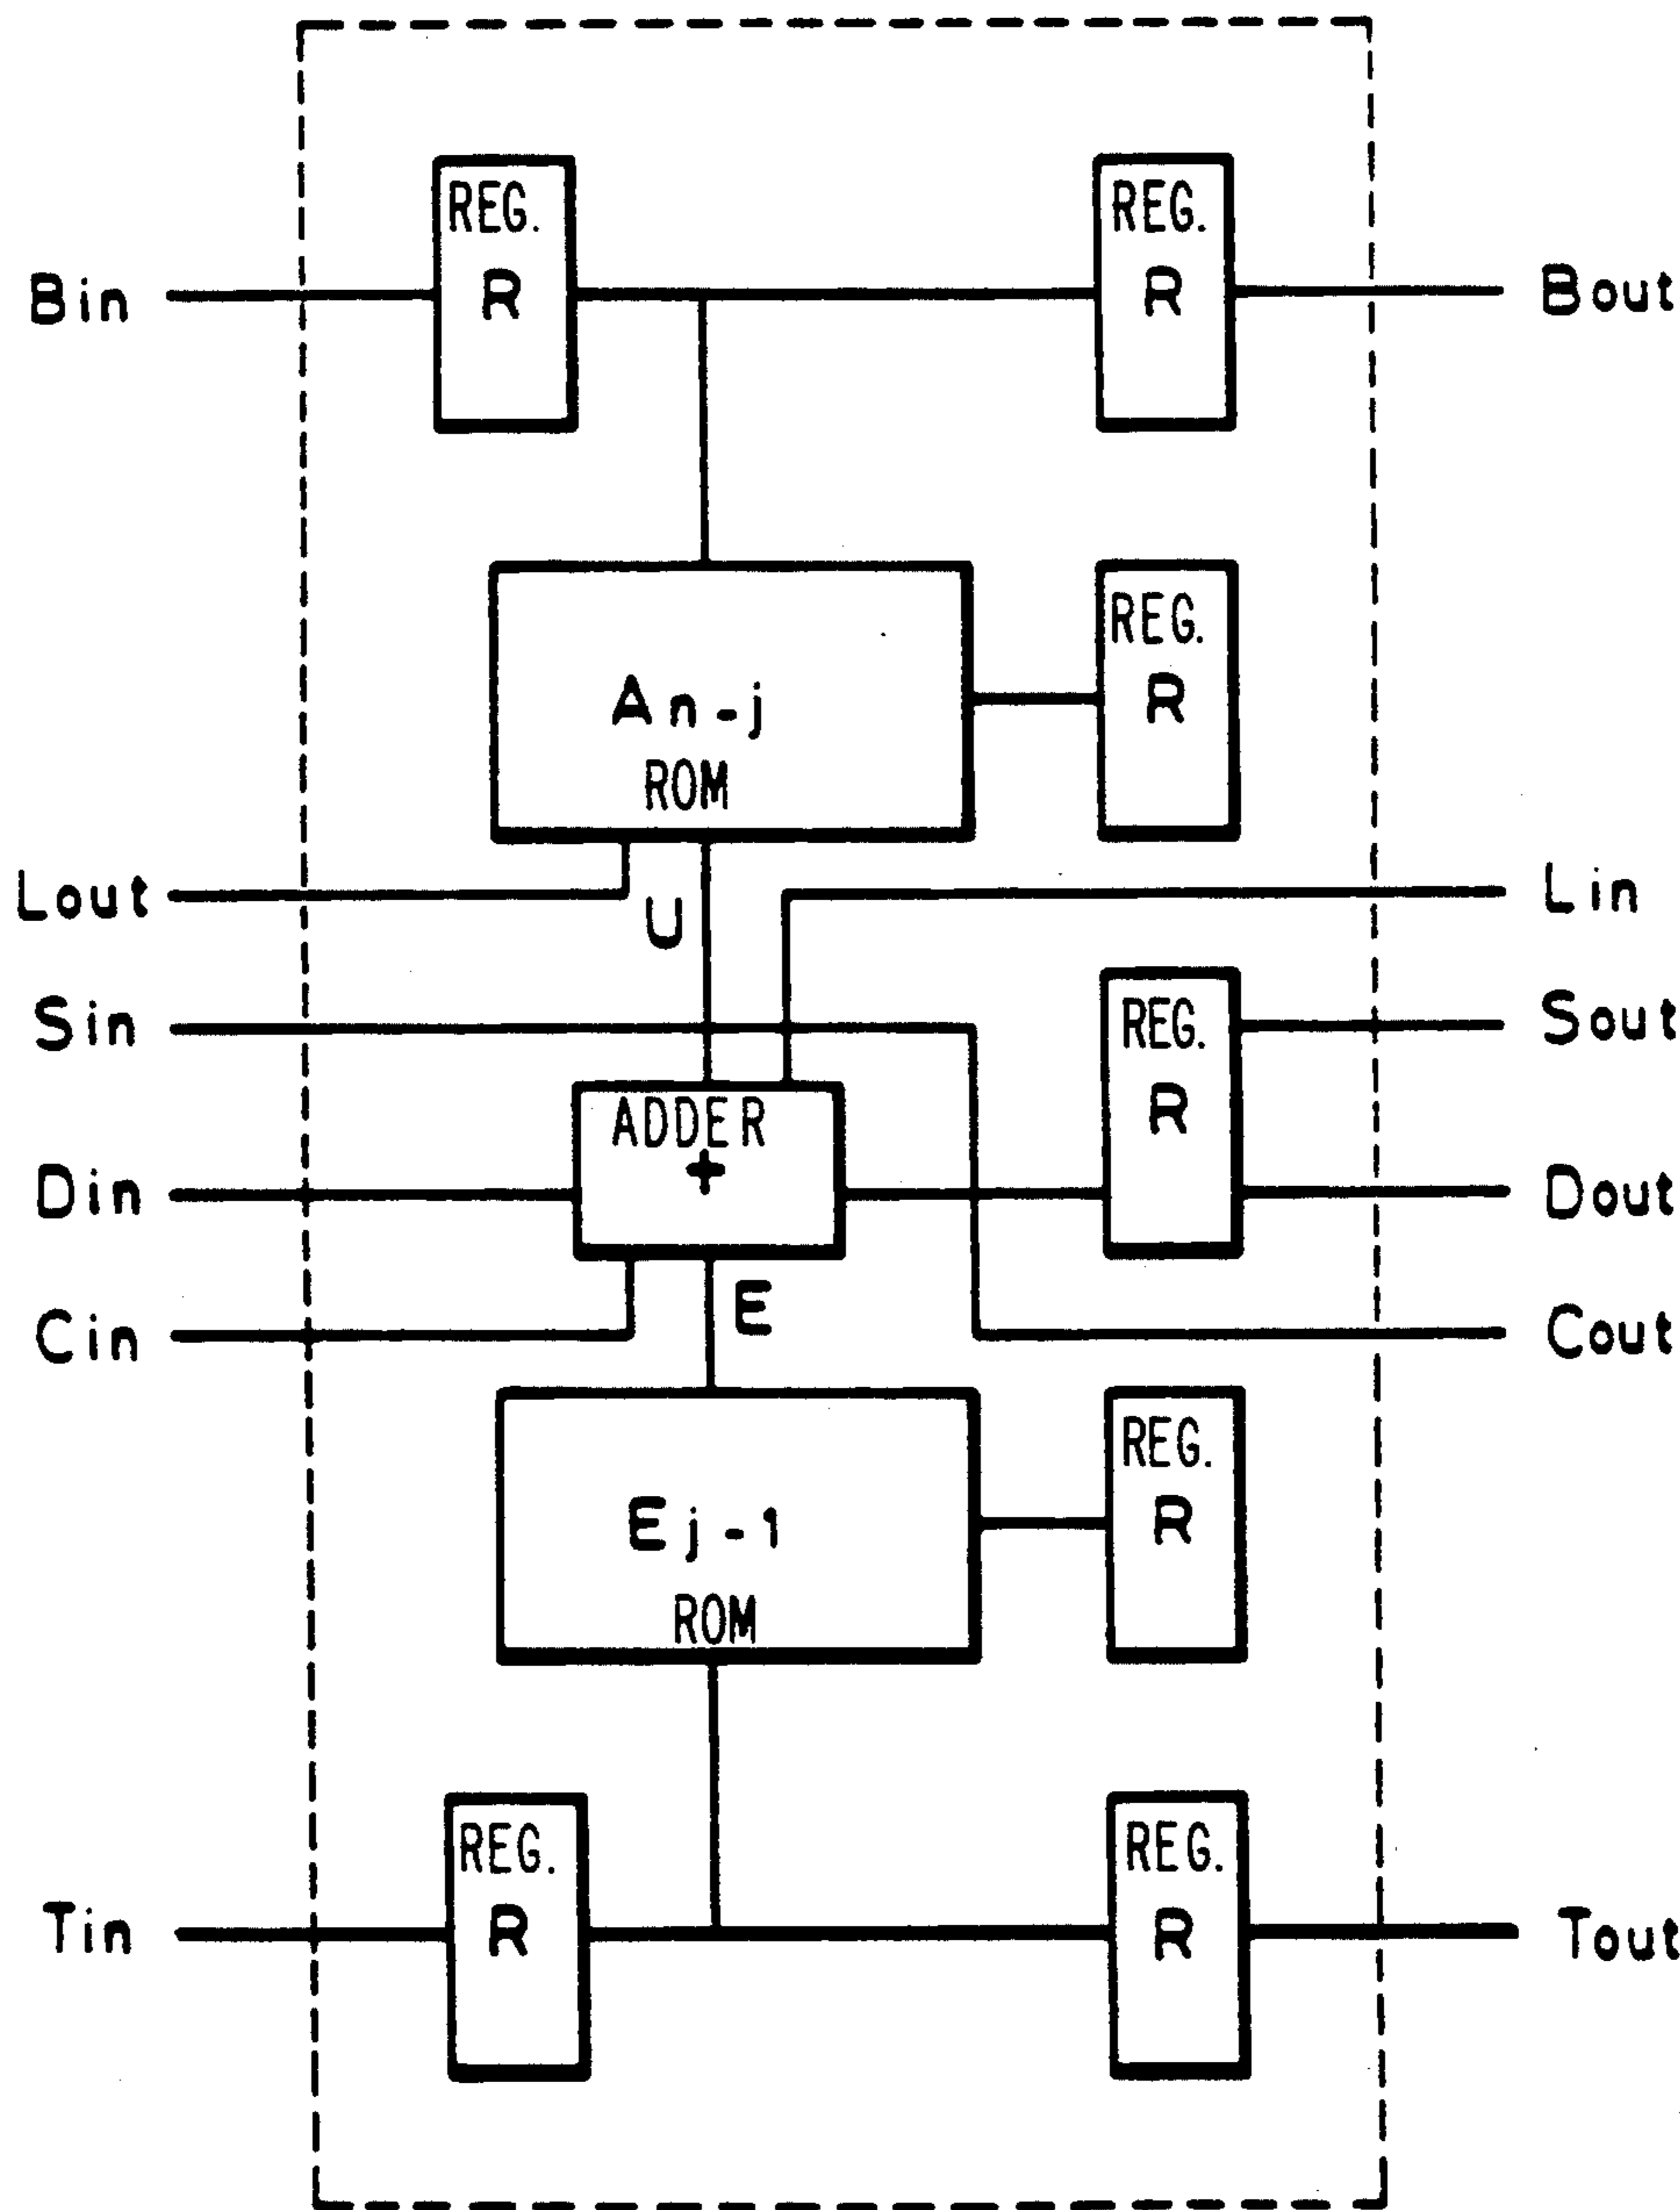 REG.
R
REG.
R
Bin
Bout
REG.
R
An-j
ROM
Lout
Lin
U
Sin
Sout
REG.
R
ADDER
+
Din
Dout
Cin
Cout
E
REG.
R
Ej-1
ROM
REG.
R
REG.
R
Tin
Tout